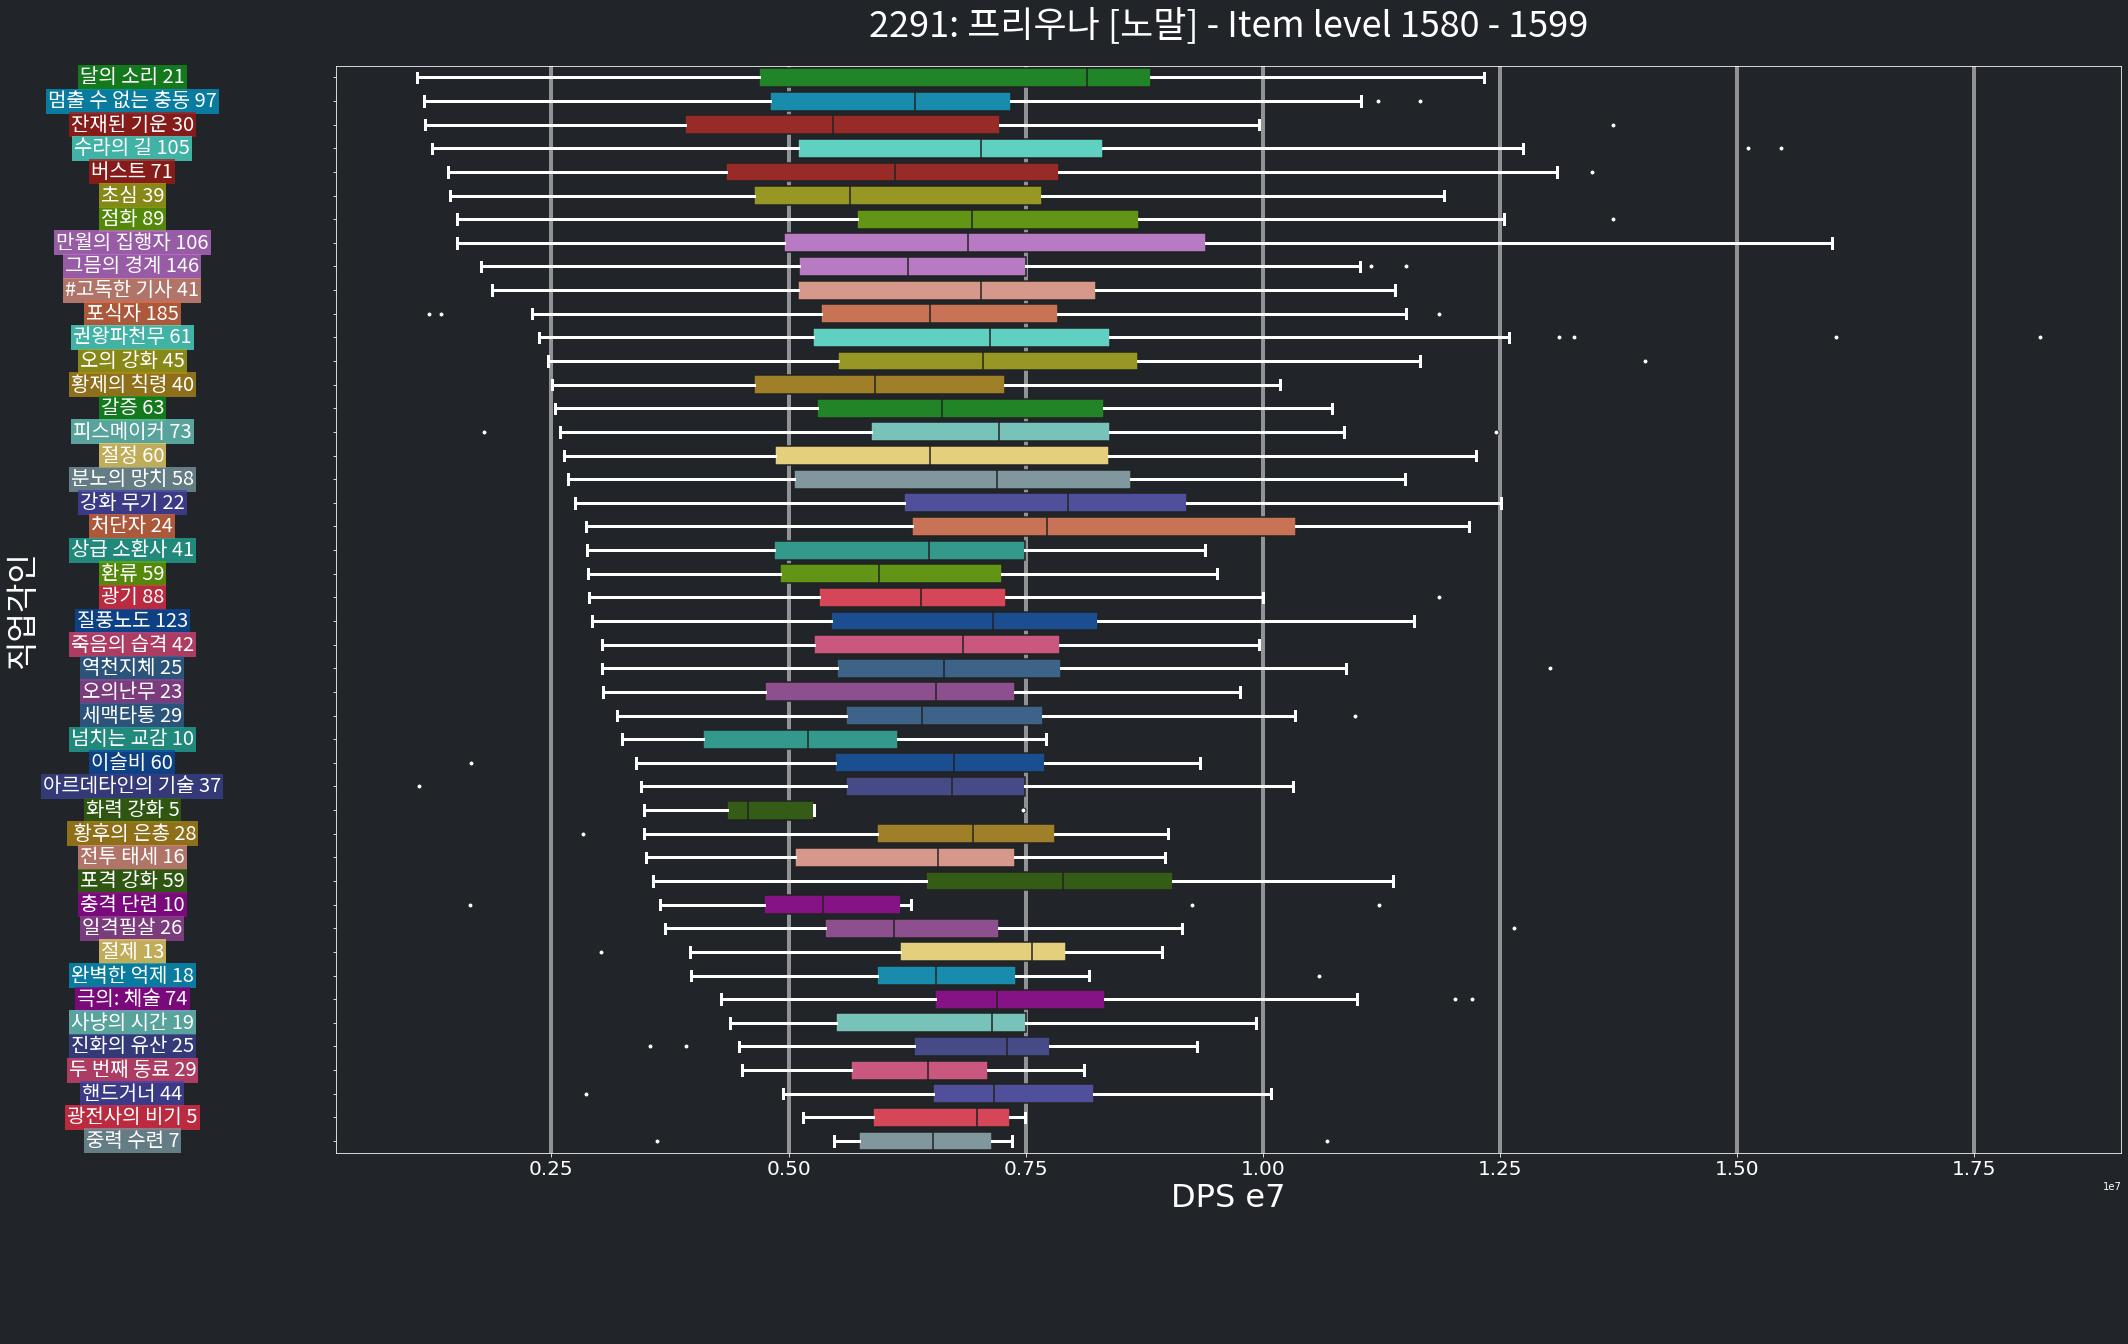 2291: 프리우나 [노말] - Item level 1580 - 1599
달의 소리 21
멈출 수 없는 충동 97
잔재된 기운 30
수라의 길 105
버스트 71
초심 39
점화 89
만월의 집행자 106
그믐의 경계 146
#고독한 기사 41
포식자 185
권왕파천무 61
오의 강화 45
황제의 칙령 40
갈증 63
피스메이커 73
절정 60
분노의 망치 58
강화 무기 22
처단자 24
상급 소환사 41
환류 59
광기 88
질풍노도 123
죽음의 습격 42
역천지체 25
오의난무 23
세맥타통 29
넘치는 교감 10
이슬비 60
아르데타인의 기술 37
화력 강화 5
황후의 은총 28
전투 태세 16
포격 강화 59
충격 단련 10
일격필살 26
절제 13
완벽한 억제 18
극의: 체술 74
사냥의 시간 19
진화의 유산 25
두 번째 동료 29
핸드거너 44
광전사의 비기 5
중력 수련 7
직업각인
0.25 0.50 0.75 1.00 1.25 1.50 1.75
1e7
DPS e7